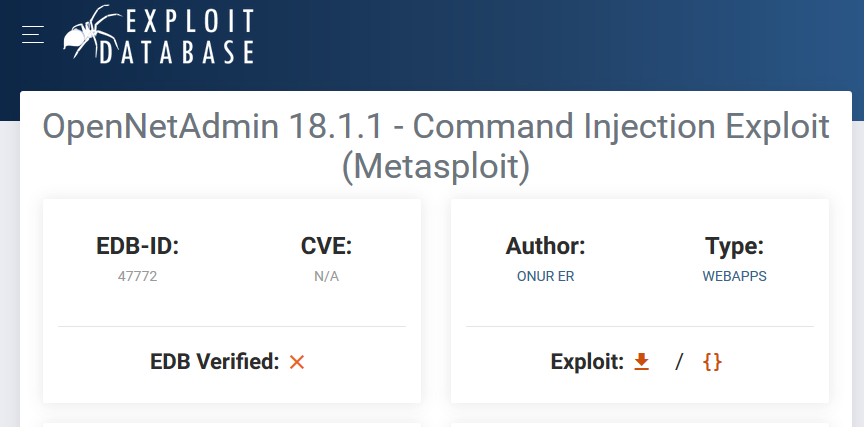 EXPLOIT
DATABASE
OpenNetAdmin 18.1.1 - Command Injection Exploit
(Metasploit)
EDB-ID:
47772
CVE:
N/A
EDB Verified:
Author:
ONUR ER
Type:
WEBAPPS
Exploit: / {}